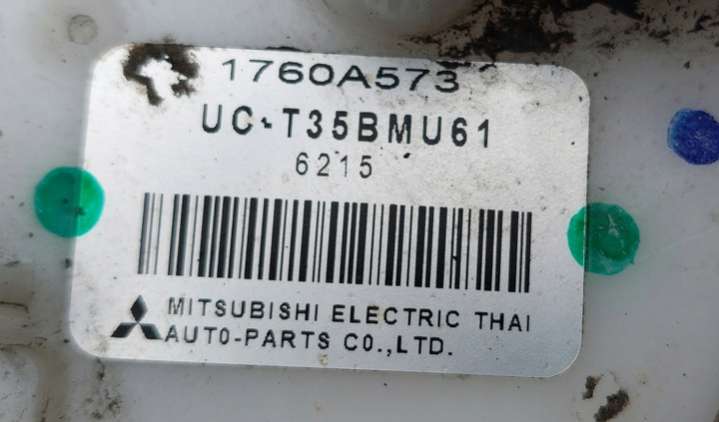 1760A573
UC-T35BMU61
6215
MITSUBISHI ELECTRIC THAI
AUTO-PARTS CO.,LTD.